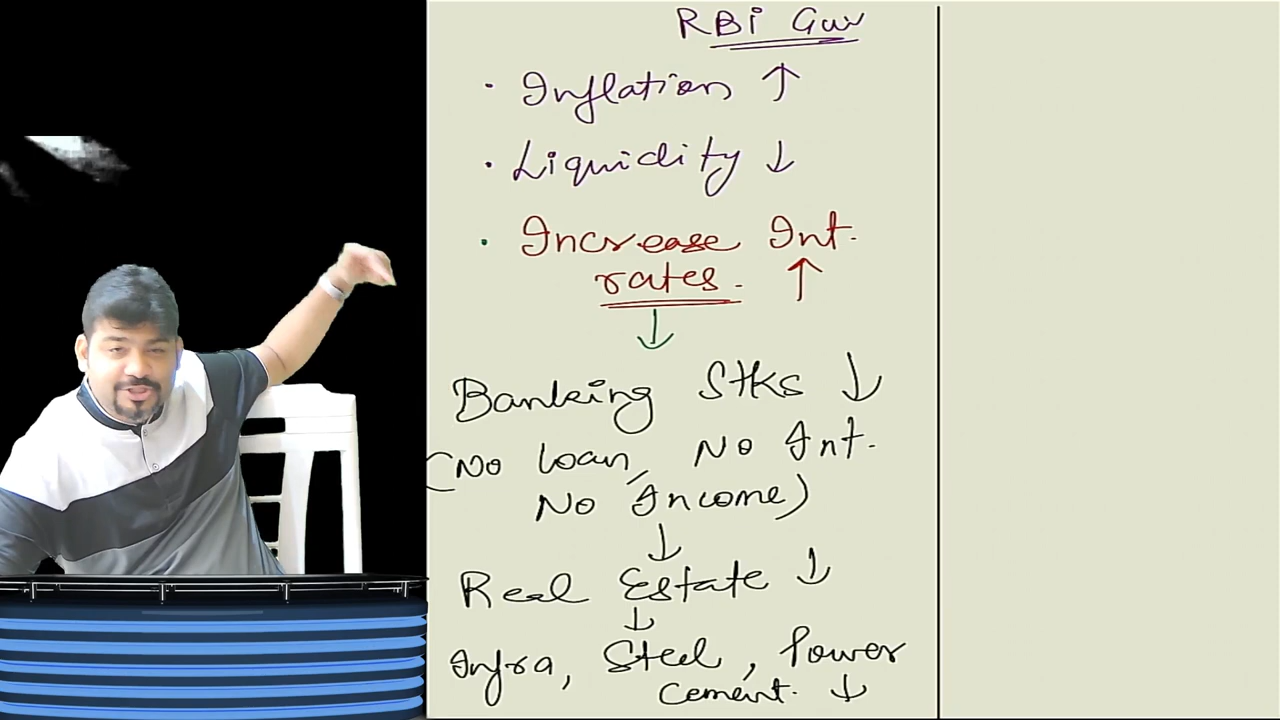 RBI Guv
· Inflation ↑
· Liquidity ↓
· Increase Int.
rates. ↑
↓
Banking Stks ↓
(No loan, No Int.
No Income)
↓
Real Estate ↓
↓
Infra, Steel, Power
cement. ↓